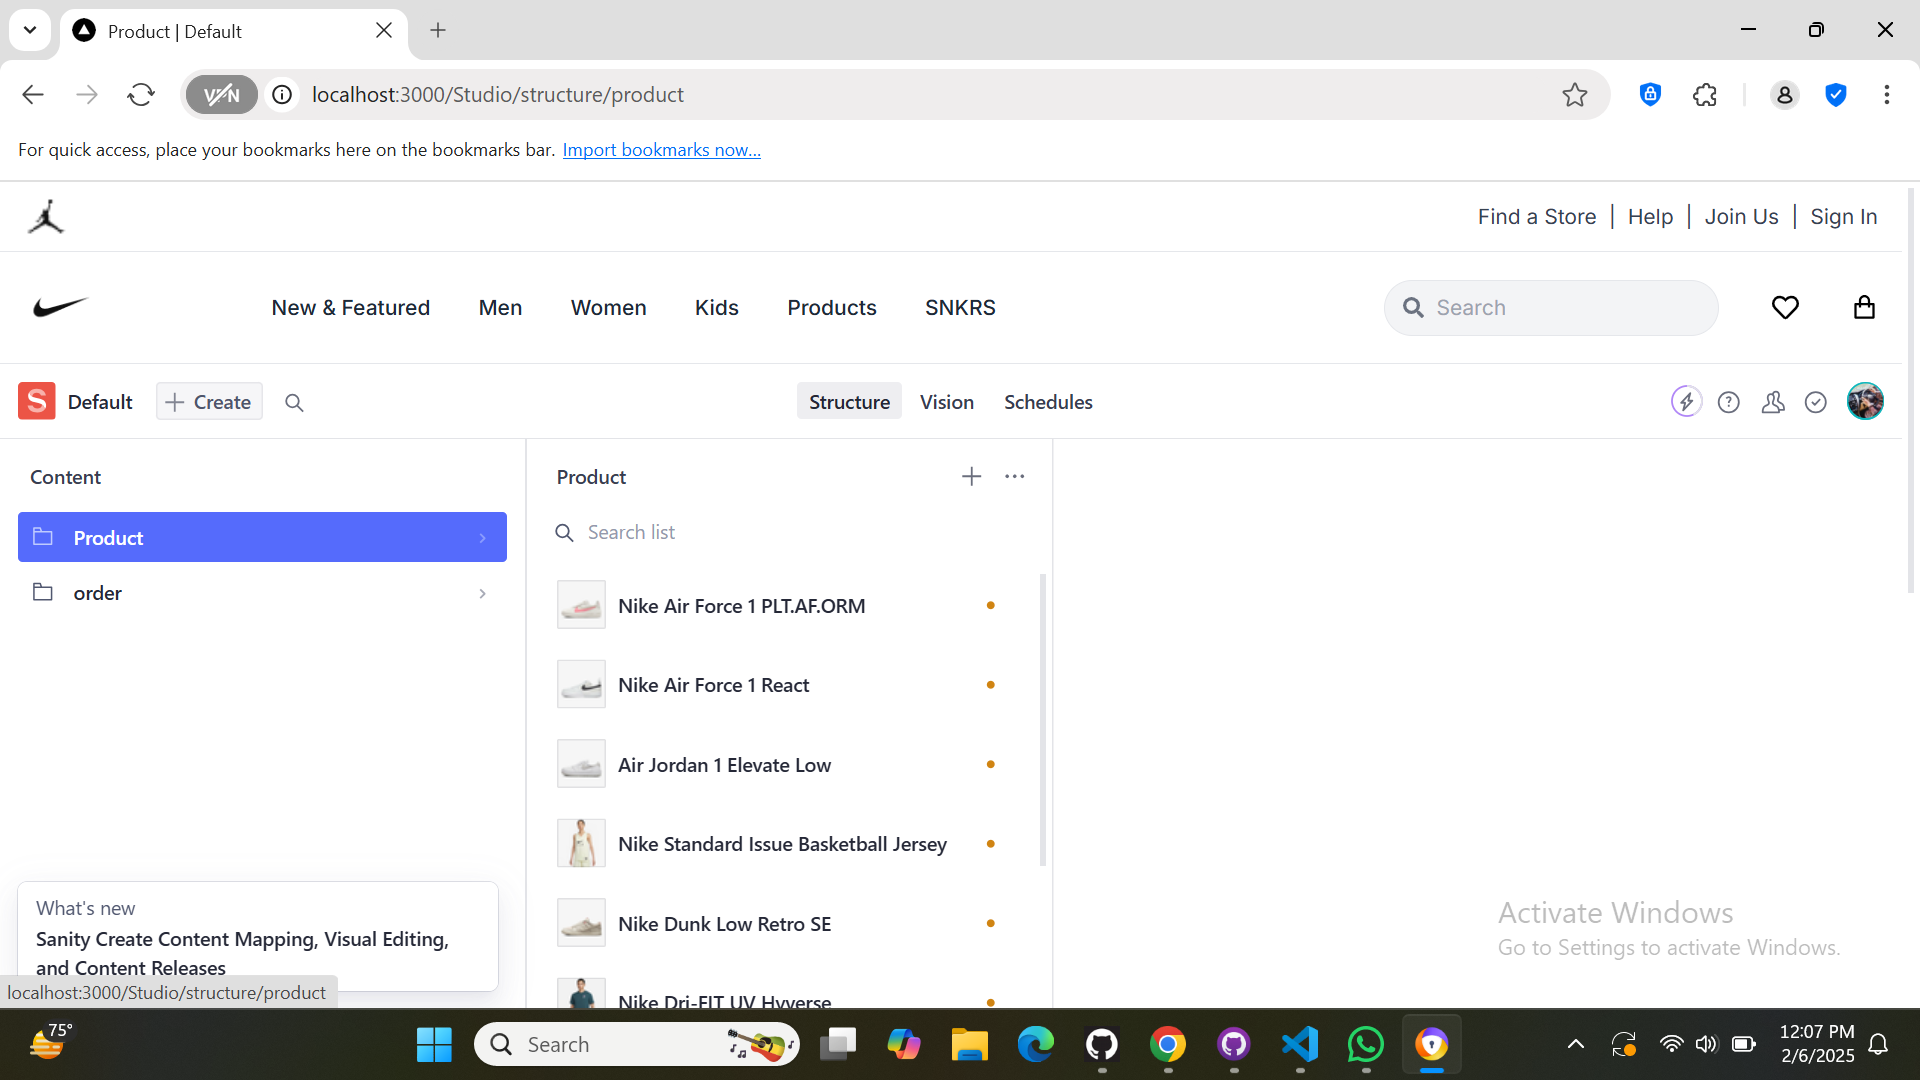 Product | Default
VPN
localhost:3000/Studio/structure/product
For quick access, place your bookmarks here on the bookmarks bar. Import bookmarks now...
Find a Store | Help | Join Us | Sign In
New & Featured Men Women Kids Products SNKRS Search
S Default + Create Structure Vision Schedules
Content
Product
order
Product
Search list
Nike Air Force 1 PLT.AF.ORM
Nike Air Force 1 React
Air Jordan 1 Elevate Low
Nike Standard Issue Basketball Jersey
Nike Dunk Low Retro SE
Nike Dri-FIT UV Hyverse
What's new
Sanity Create Content Mapping, Visual Editing,
and Content Releases
localhost:3000/Studio/structure/product
Activate Windows
Go to Settings to activate Windows.
75°
Search
12:07 PM
2/6/2025